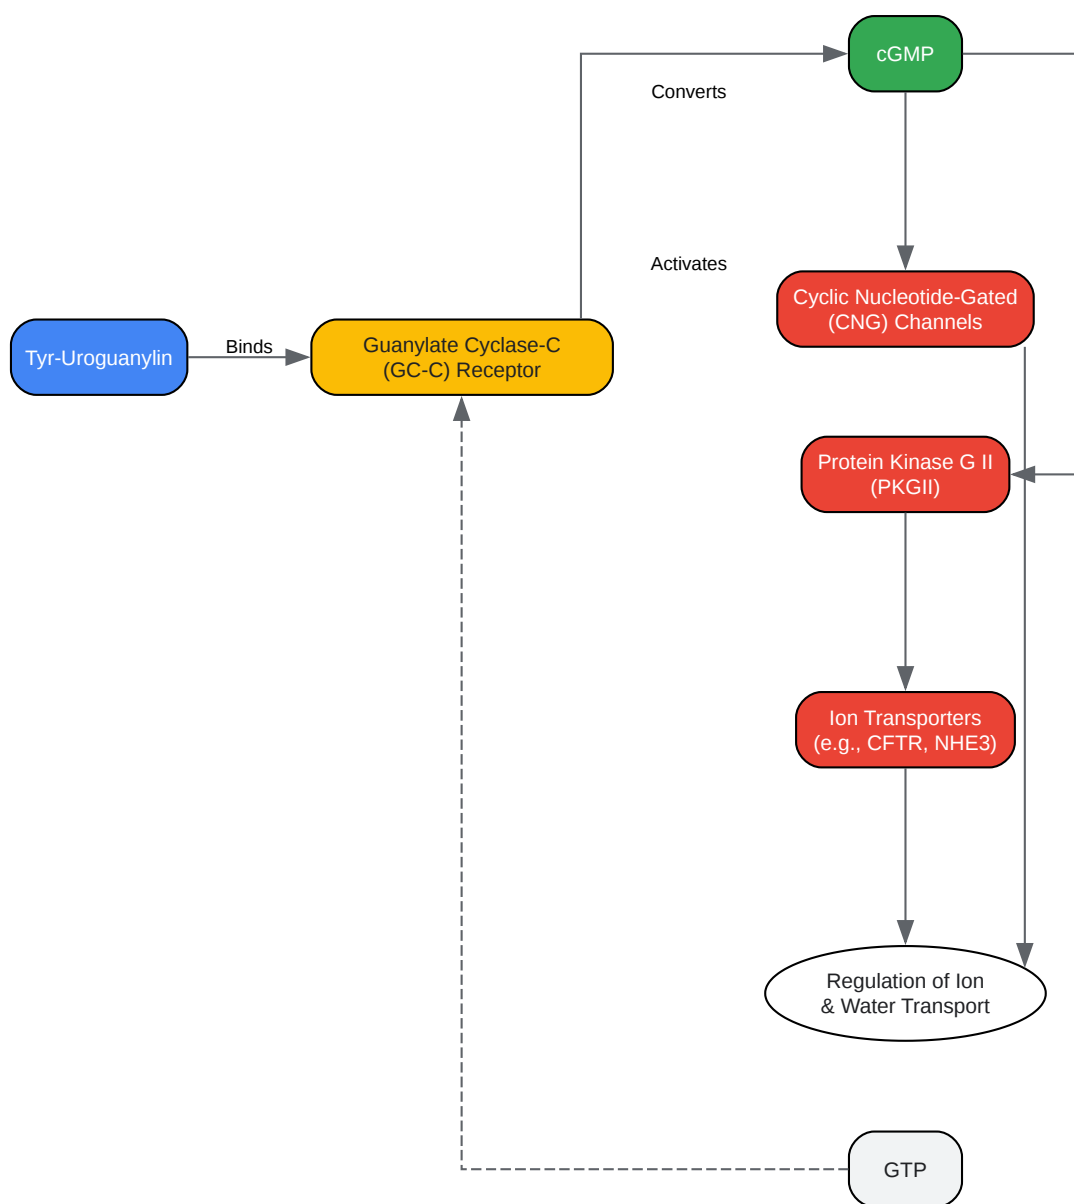 cGMP
Converts
Activates
Cyclic Nucleotide-Gated
(CNG) Channels
Tyr-Uroguanylin
Binds
Guanylate Cyclase-C
(GC-C) Receptor
Protein Kinase G II
(PKGII)
Ion Transporters
(e.g., CFTR, NHE3)
Regulation of Ion
& Water Transport
GTP